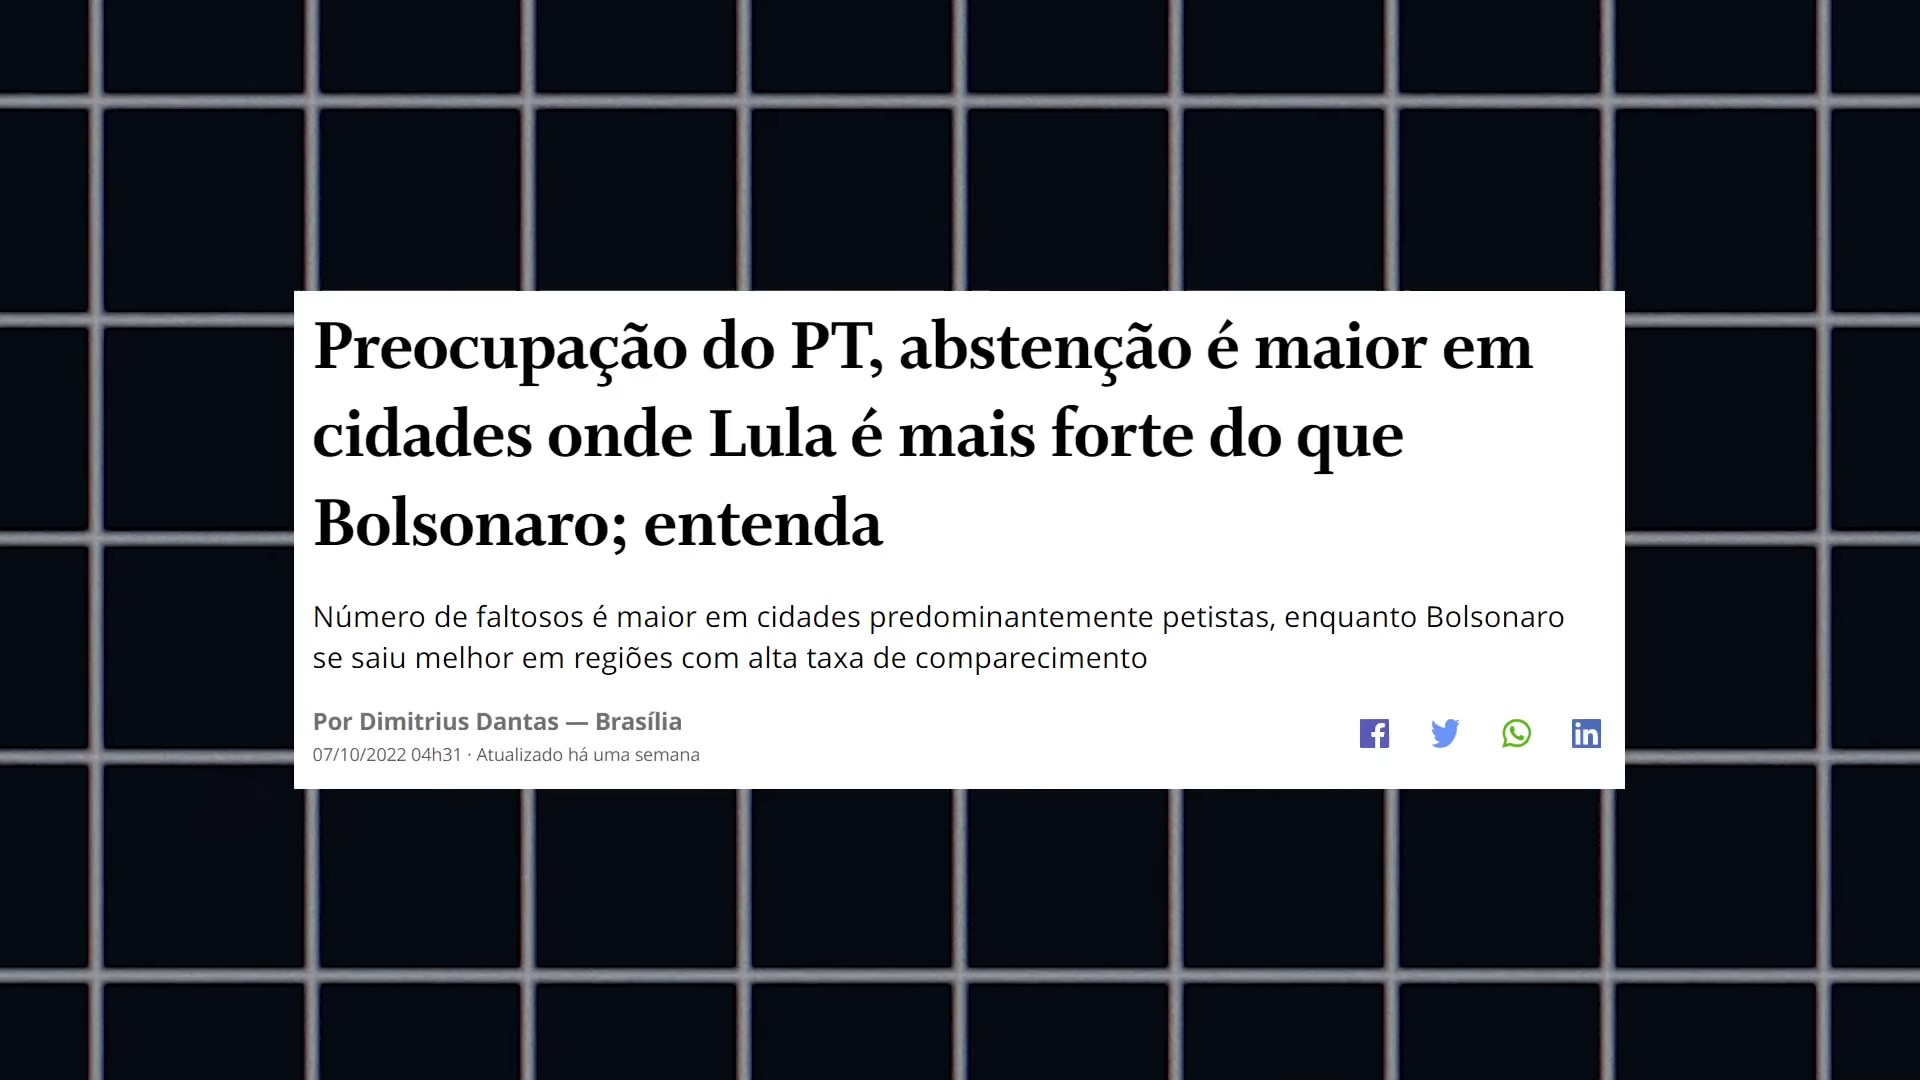 Preocupação do PT, abstenção é maior em
cidades onde Lula é mais forte do que
Bolsonaro; entenda
Número de faltosos é maior em cidades predominantemente petistas, enquanto Bolsonaro
se saiu melhor em regiões com alta taxa de comparecimento
Por Dimitrius Dantas — Brasília
07/10/2022 04h31 · Atualizado há uma semana